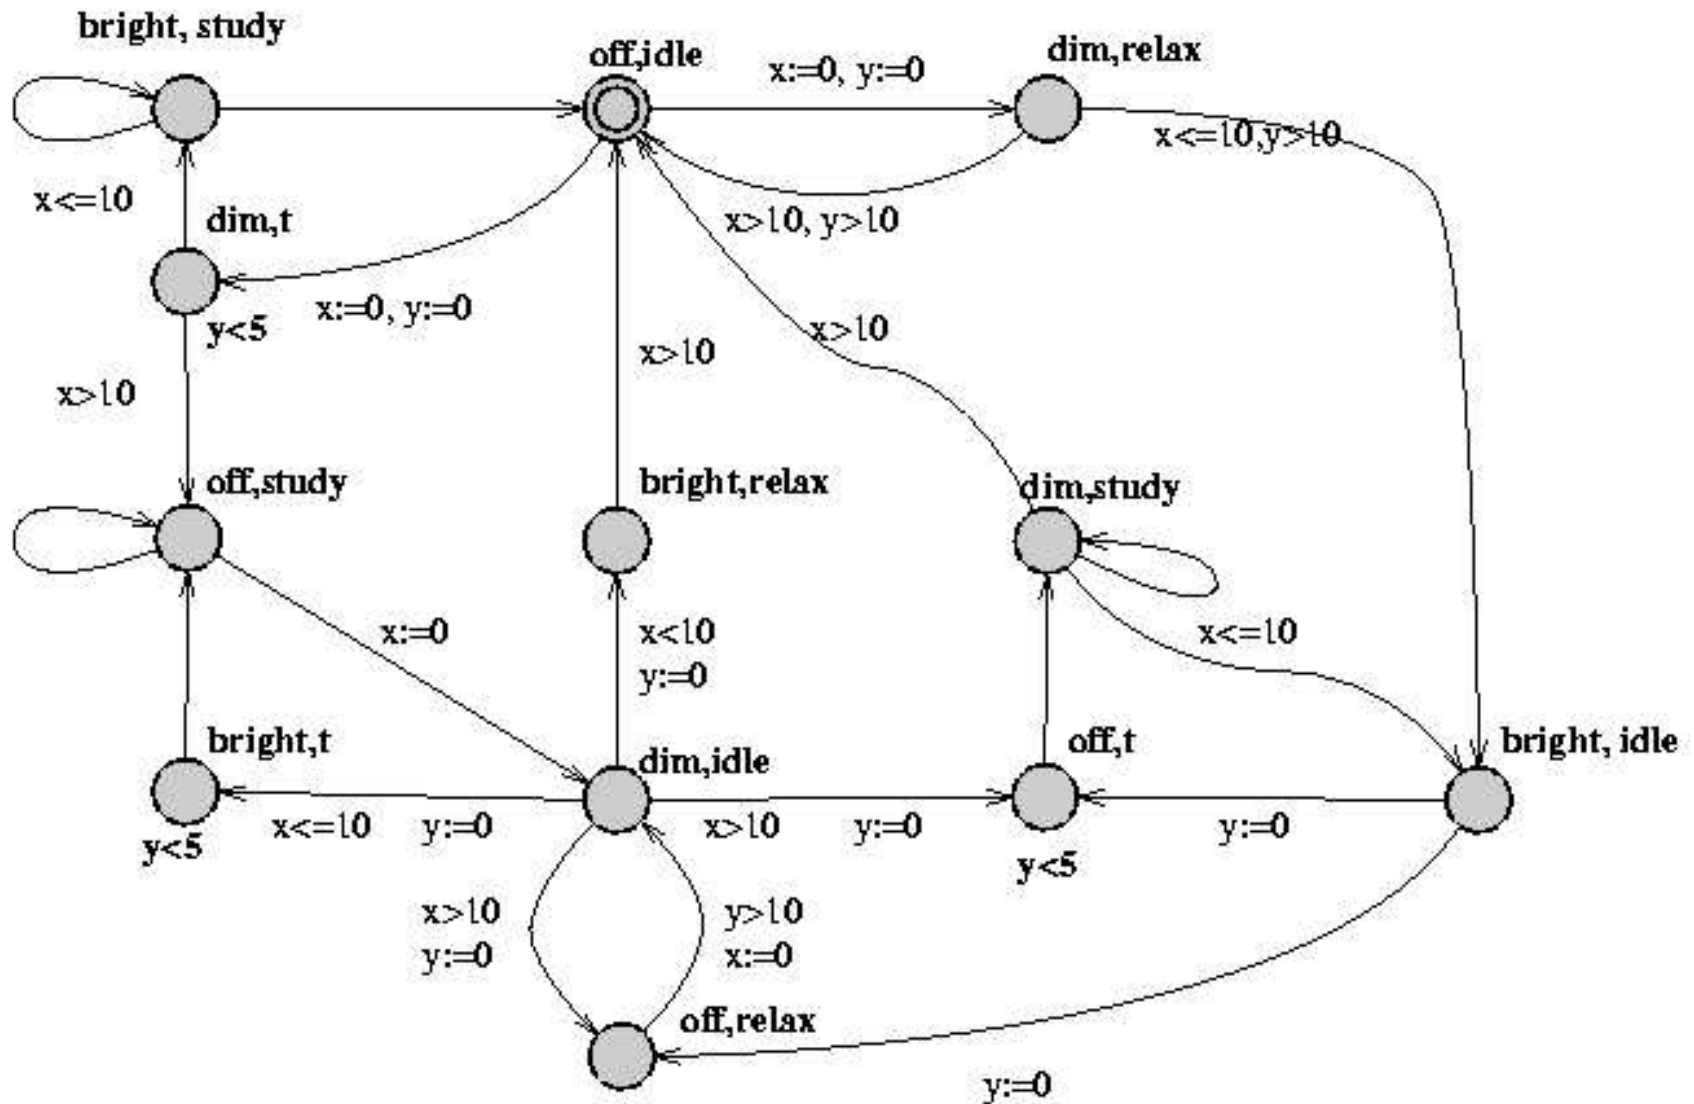 bright, study
off,idle
dim,relax
x:=0, y:=0
x<=10,y>10
x<=10
dim,t
x>10, y>10
x:=0, y:=0
y<5
x>10
x>10
x>10
off,study
bright,relax
dim,study
x:=0
x<10
y:=0
x<=10
bright,t
dim,idle
off,t
bright, idle
x<=10
y:=0
x>10
y:=0
y:=0
y<5
y<5
x>10
y:=0
y>10
x:=0
off,relax
y:=0